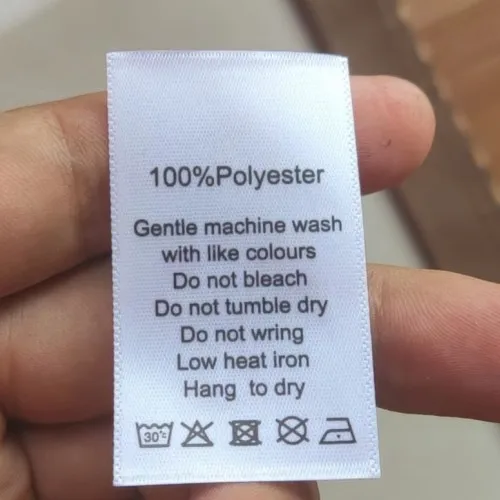 100%Polyester
Gentle machine wash
with like colours
Do not bleach
Do not tumble dry
Do not wring
Low heat iron
Hang to dry
30°